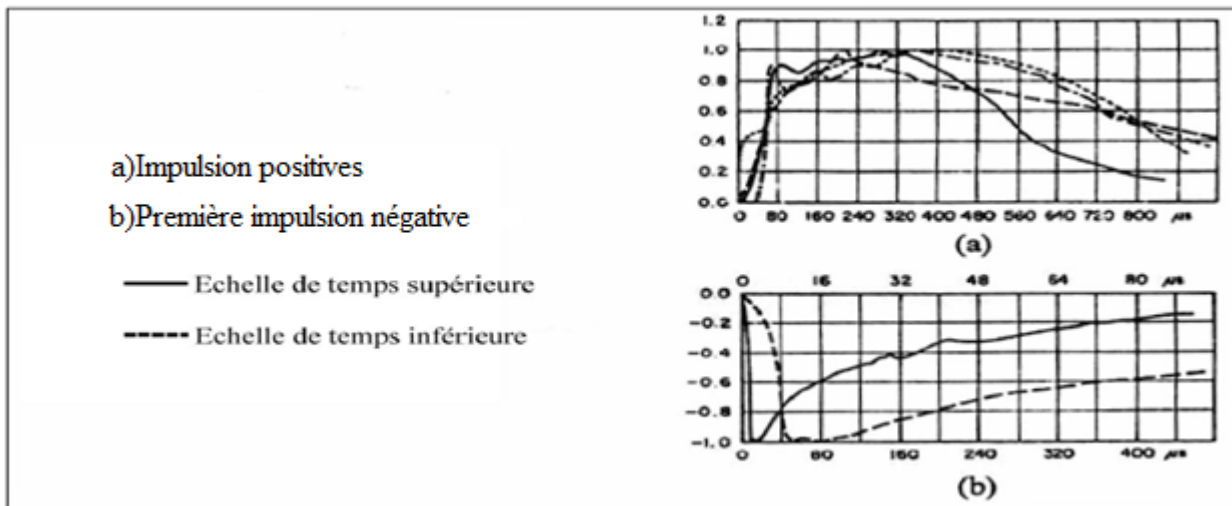 a)Impulsion positives
b)Première impulsion négative
Echelle de temps supérieure
Echelle de temps inférieure
1.2
1.0
0.8
0.6
0.4
0.2
0.0
0 80 160 240 320 400 480 560 640 720 800 µs
(a)
0 16 32 48 64 80 µs
0.0
-0.2
-0.4
-0.6
-0.8
-1.0
0 80 160 240 320 400 µs
(b)